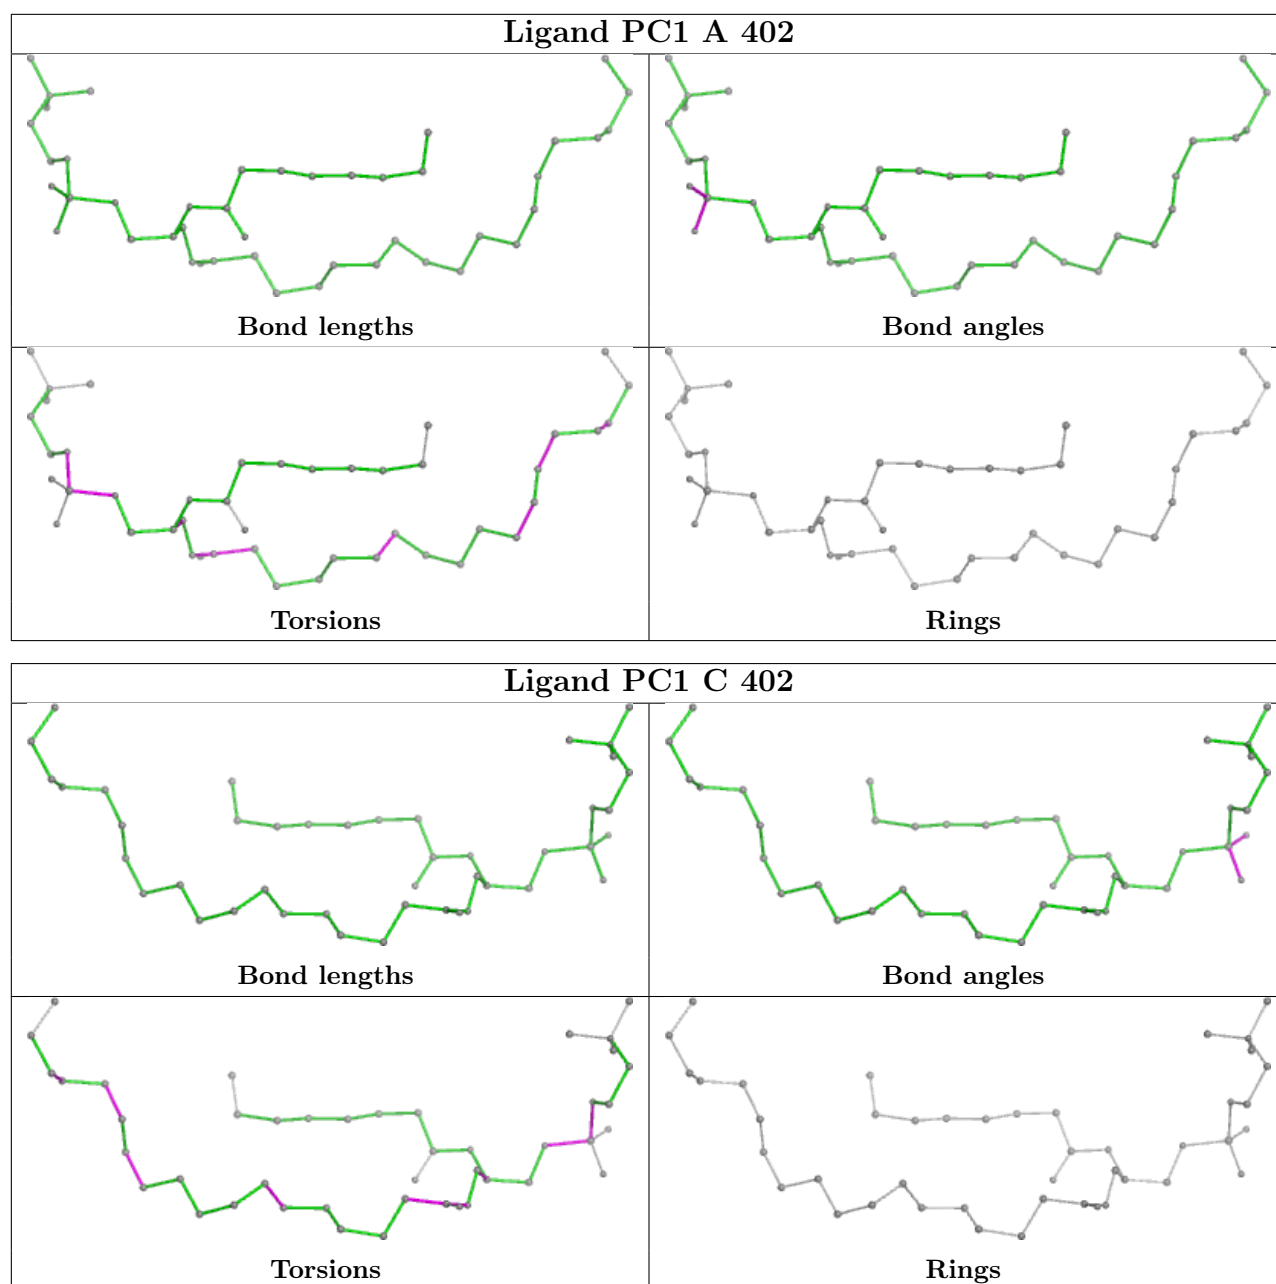 Ligand PC1 A 402
Bond lengths
Bond angles
Torsions
Rings
Ligand PC1 C 402
Bond lengths
Bond angles
Torsions
Rings